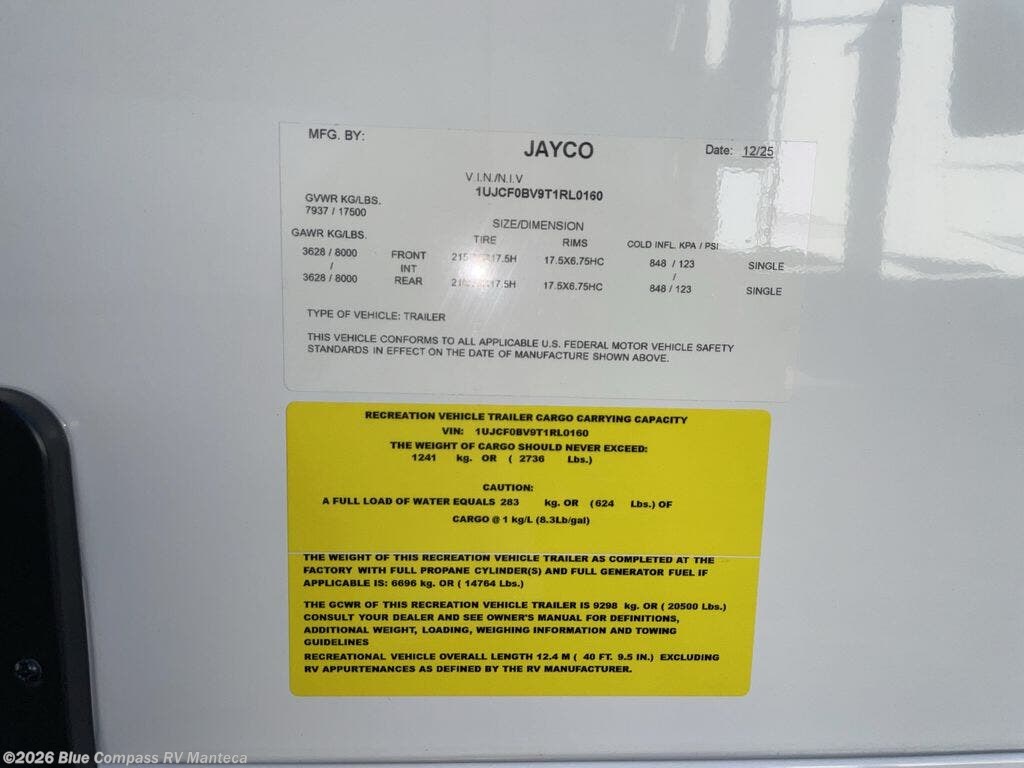 MFG. BY:
JAYCO
Date: 12/25
V.I.N./N.I.V
1UJCF0BV9T1RL0160
GVWR KG/LBS.
7937 / 17500
SIZE/DIMENSION
GAWR KG/LBS. TIRE RIMS COLD INFL. KPA / PSI
3628 / 8000 FRONT 17.5X6.75HC 848 / 123 SINGLE
/ INT /
3628 / 8000 REAR 17.5X6.75HC 848 / 123 SINGLE
TYPE OF VEHICLE: TRAILER
THIS VEHICLE CONFORMS TO ALL APPLICABLE U.S. FEDERAL MOTOR VEHICLE SAFETY
STANDARDS IN EFFECT ON THE DATE OF MANUFACTURE SHOWN ABOVE.
RECREATION VEHICLE TRAILER CARGO CARRYING CAPACITY
VIN: 1UJCF0BV9T1RL0160
THE WEIGHT OF CARGO SHOULD NEVER EXCEED:
1241 kg. OR ( 2736 Lbs.)
CAUTION:
A FULL LOAD OF WATER EQUALS 283 kg. OR (624 Lbs.) OF
CARGO @ 1 kg/L (8.3Lb/gal)
THE WEIGHT OF THIS RECREATION VEHICLE TRAILER AS COMPLETED AT THE
FACTORY WITH FULL PROPANE CYLINDER(S) AND FULL GENERATOR FUEL IF
APPLICABLE IS: 6696 kg. OR ( 14764 Lbs.)
THE GCWR OF THIS RECREATION VEHICLE TRAILER IS 9298 kg. OR ( 20500 Lbs.)
CONSULT YOUR DEALER AND SEE OWNER'S MANUAL FOR DEFINITIONS,
ADDITIONAL WEIGHT, LOADING, WEIGHING INFORMATION AND TOWING
GUIDELINES
RECREATIONAL VEHICLE OVERALL LENGTH 12.4 M ( 40 FT. 9.5 IN.) EXCLUDING
RV APPURTENANCES AS DEFINED BY THE RV MANUFACTURER.
©2026 Blue Compass RV Manteca